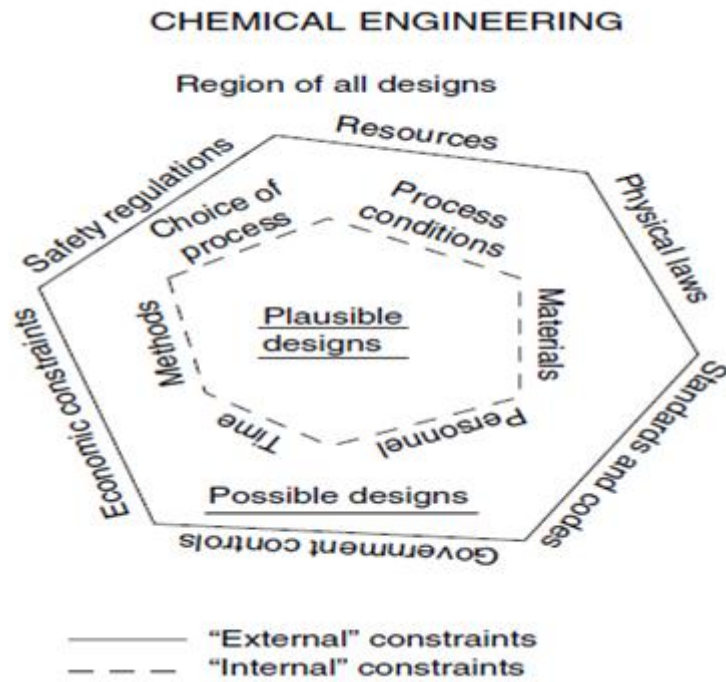 CHEMICAL ENGINEERING
Region of all designs
Resources
Safety regulations
Physical laws
Choice of
process
Process
conditions
Economic constraints
Methods
Plausible
designs
Materials
Time
Personnel
Standards and codes
Possible designs
Government controls
“External” constraints
“Internal” constraints